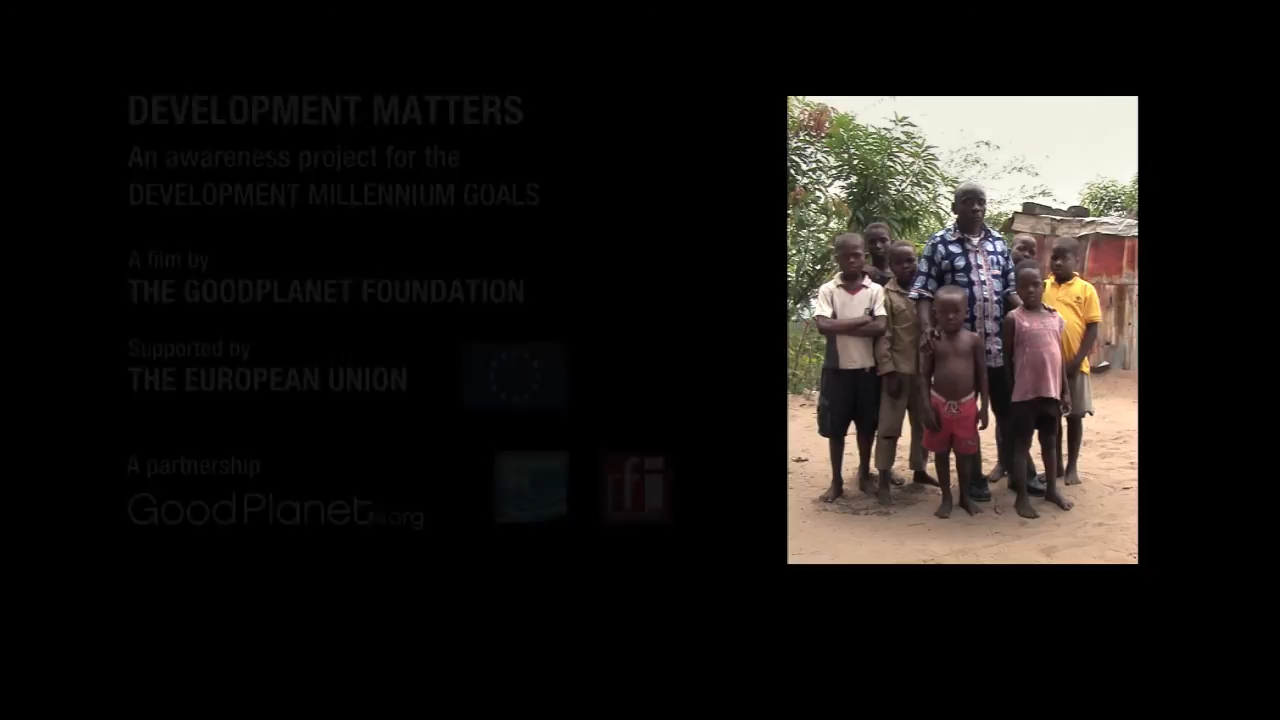 DEVELOPMENT MATTERS
An awareness project for the
DEVELOPMENT MILLENNIUM GOALS
A film by
THE GOODPLANET FOUNDATION
Supported by
THE EUROPEAN UNION
A partnership
GoodPlanet.org
rfi